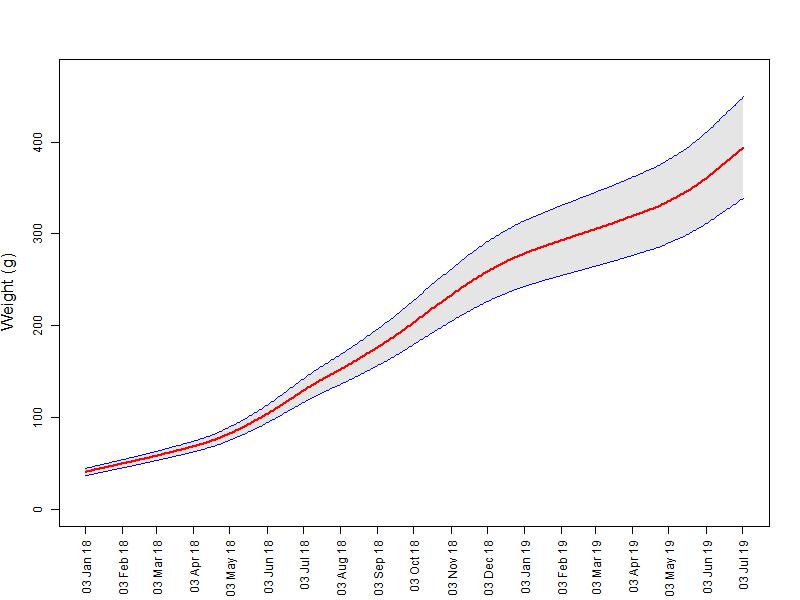 Weight (g)
400
300
200
100
0
03 Jan 18
03 Feb 18
03 Mar 18
03 Apr 18
03 May 18
03 Jun 18
03 Jul 18
03 Aug 18
03 Sep 18
03 Oct 18
03 Nov 18
03 Dec 18
03 Jan 19
03 Feb 19
03 Mar 19
03 Apr 19
03 May 19
03 Jun 19
03 Jul 19